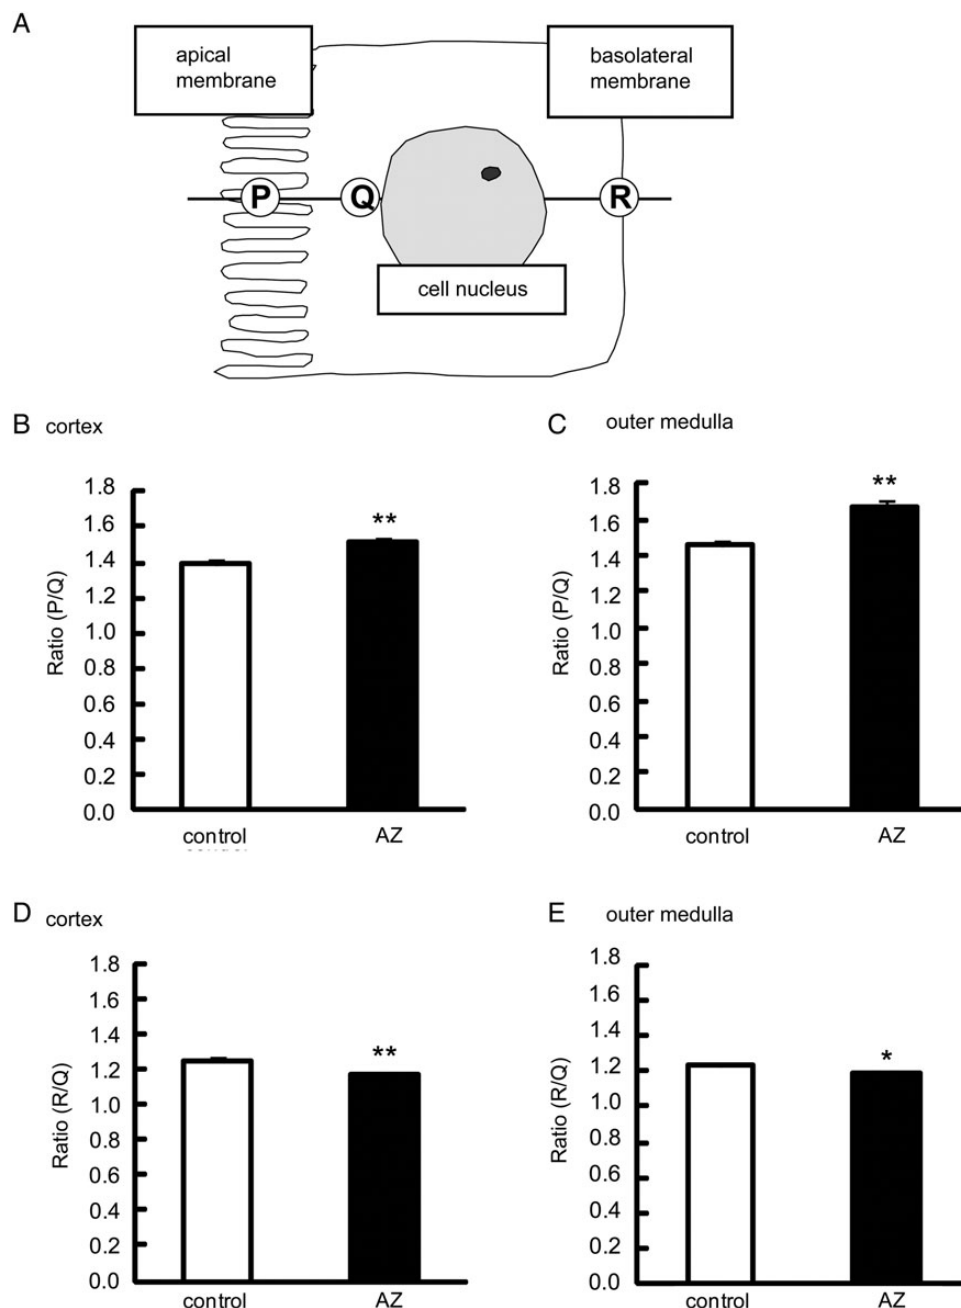 A
apical
membrane
basolateral
membrane
P
Q
R
cell nucleus
B cortex
Ratio (P/Q)
1.8
1.6
1.4
1.2
1.0
0.8
0.6
0.4
0.2
0.0
**
control
AZ
C outer medulla
Ratio (P/Q)
1.8
1.6
1.4
1.2
1.0
0.8
0.6
0.4
0.2
0.0
**
control
AZ
D cortex
Ratio (R/Q)
1.8
1.6
1.4
1.2
1.0
0.8
0.6
0.4
0.2
0.0
**
control
AZ
E outer medulla
Ratio (R/Q)
1.8
1.6
1.4
1.2
1.0
0.8
0.6
0.4
0.2
0.0
*
control
AZ